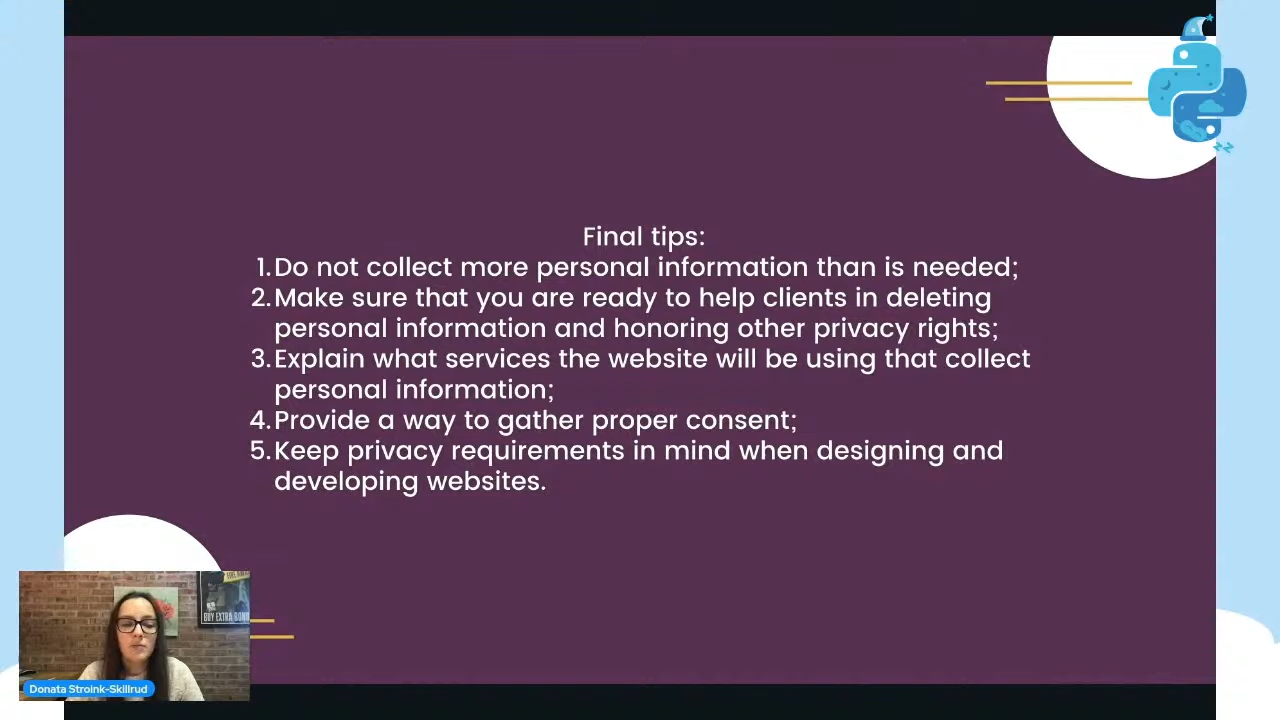 Final tips:
1. Do not collect more personal information than is needed;
2. Make sure that you are ready to help clients in deleting
personal information and honoring other privacy rights;
3. Explain what services the website will be using that collect
personal information;
4. Provide a way to gather proper consent;
5. Keep privacy requirements in mind when designing and
developing websites.
BUY EXTRA BONDS
Donata Stroink-Skillrud